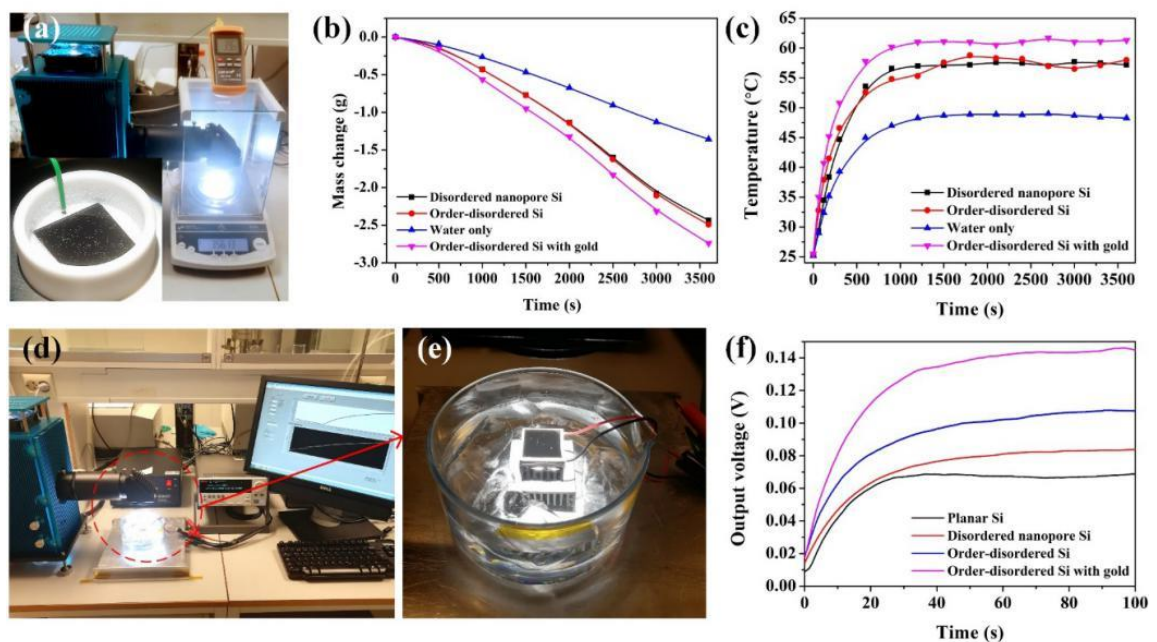 (a)
(b)
0.0
-0.5
-1.0
-1.5
-2.0
-2.5
-3.0
Mass change (g)
Disordered nanopore Si
Order-disordered Si
Water only
Order-disordered Si with gold
0 500 1000 1500 2000 2500 3000 3500
Time (s)
(c)
65
60
55
50
45
40
35
30
25
Temperature (°C)
Disordered nanopore Si
Order-disordered Si
Water only
Order-disordered Si with gold
0 500 1000 1500 2000 2500 3000 3500
Time (s)
(d)
(e)
(f)
0.14
0.12
0.10
0.08
0.06
0.04
0.02
0.00
Output voltage (V)
Planar Si
Disordered nanopore Si
Order-disordered Si
Order-disordered Si with gold
0 20 40 60 80 100
Time (s)